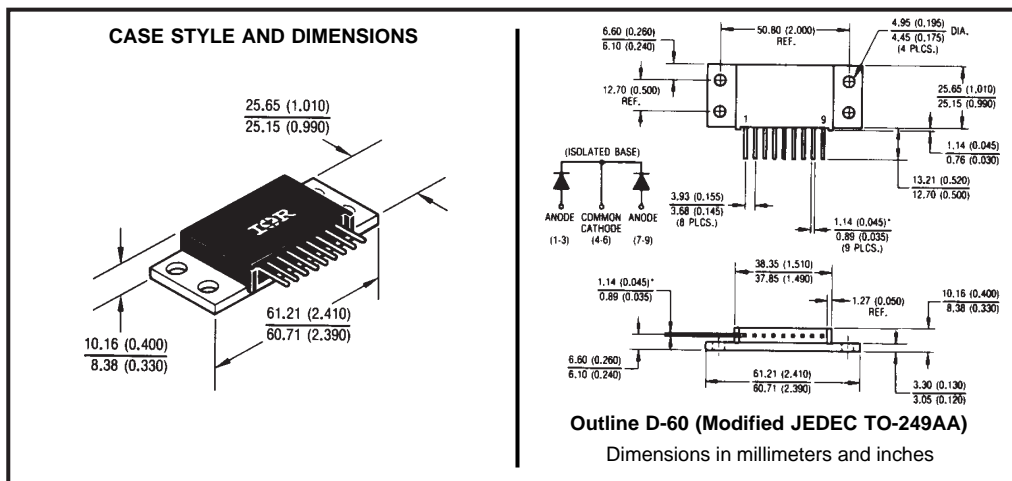 CASE STYLE AND DIMENSIONS
25.65 (1.010)
25.15 (0.990)
IOR
10.16 (0.400)
8.38 (0.330)
61.21 (2.410)
60.71 (2.390)
6.60 (0.260)
6.10 (0.240)
50.80 (2.000)
REF.
4.95 (0.195)
4.45 (0.175)
DIA.
(4 PLCS.)
12.70 (0.500)
REF.
1
9
25.65 (1.010)
25.15 (0.990)
1.14 (0.045)
0.76 (0.030)
13.21 (0.520)
12.70 (0.500)
(ISOLATED BASE)
ANODE COMMON ANODE
CATHODE
(1-3) (4-6) (7-9)
3.93 (0.155)
3.68 (0.145)
(8 PLCS.)
1.14 (0.045)*
0.89 (0.035)
(9 PLCS.)
38.35 (1.510)
37.85 (1.490)
1.14 (0.045)*
0.89 (0.035)
1.27 (0.050)
REF.
10.16 (0.400)
8.38 (0.330)
6.60 (0.260)
6.10 (0.240)
61.21 (2.410)
60.71 (2.390)
3.30 (0.130)
3.05 (0.120)
Outline D-60 (Modified JEDEC TO-249AA)
Dimensions in millimeters and inches